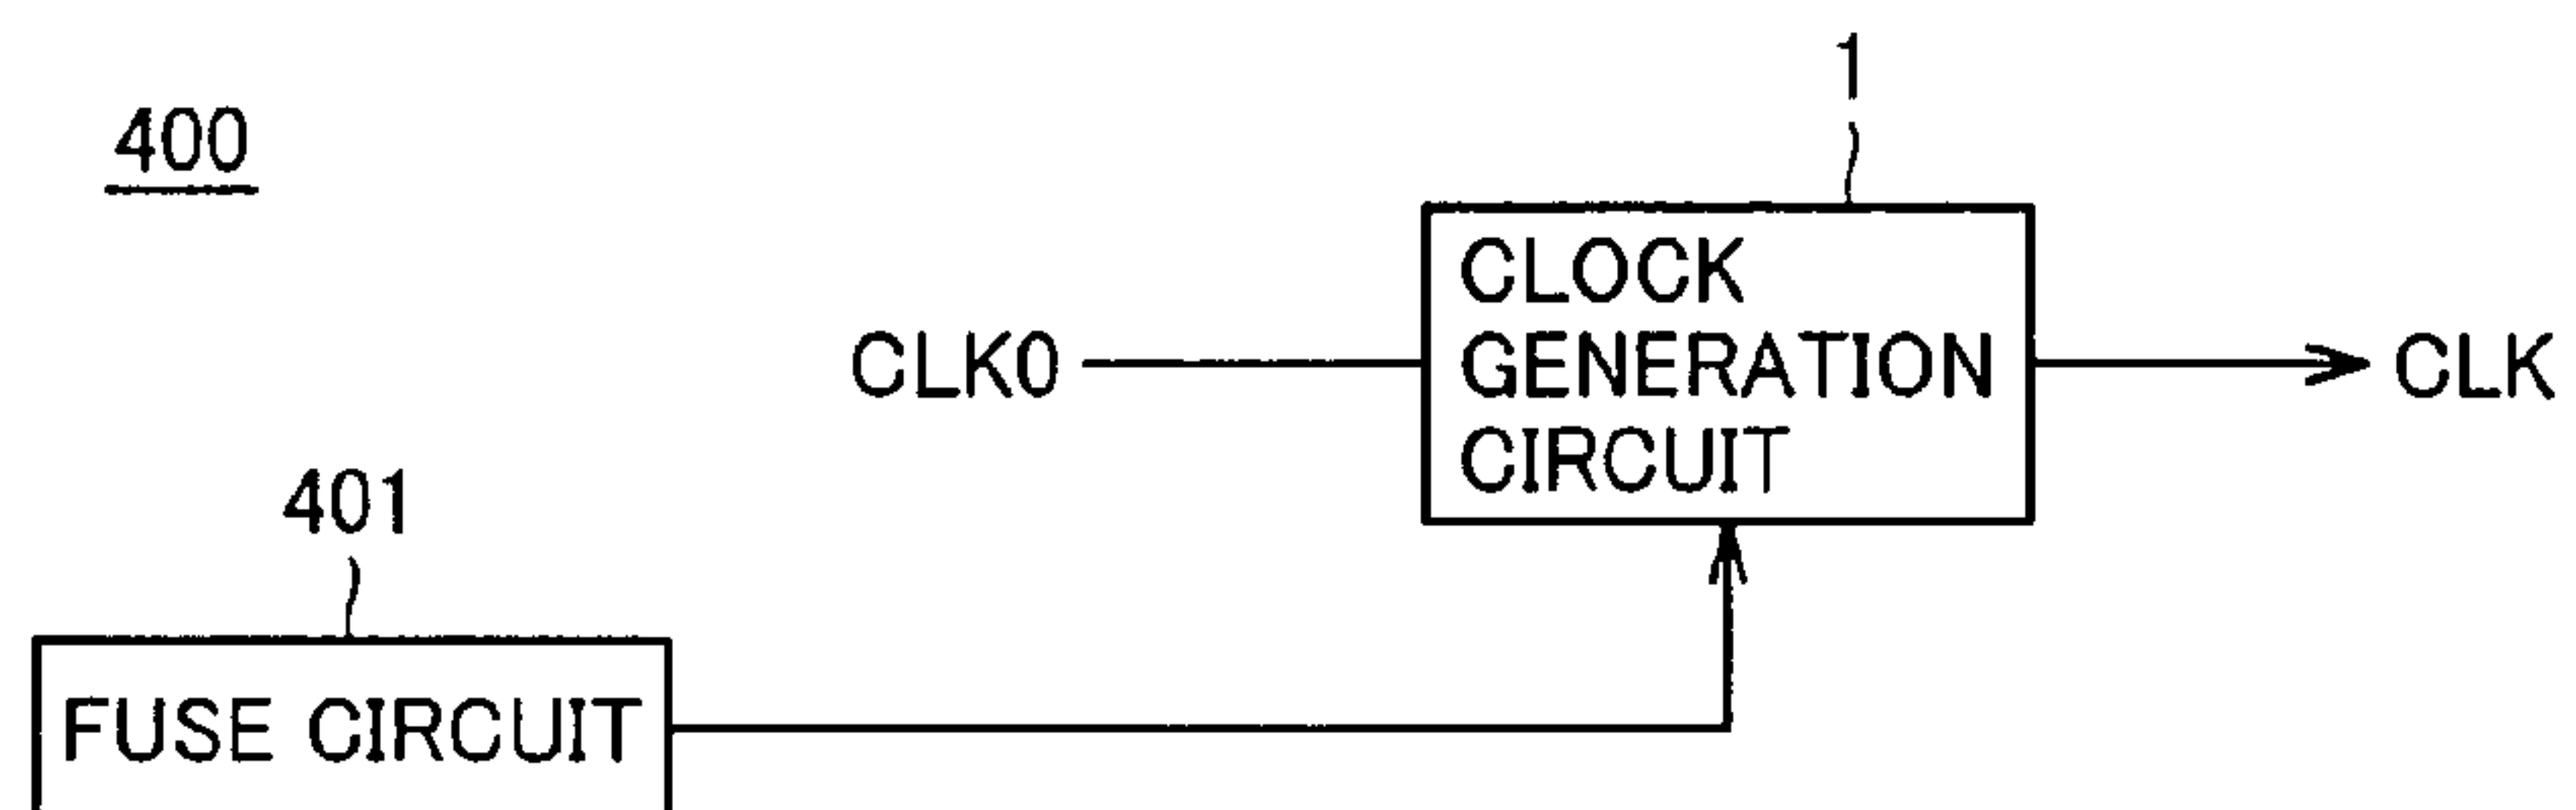 400
1
CLOCK
GENERATION
CIRCUIT
CLK0
CLK
401
FUSE CIRCUIT